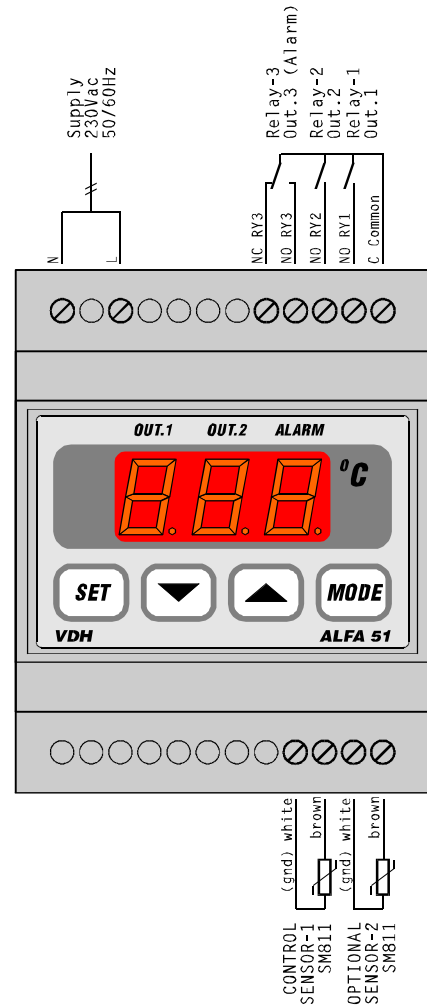 Supply
230Vac
50/60Hz
Relay-3
Out.3 (Alarm)
Relay-2
Out.2
Relay-1
Out.1
N
L
NC RY3
NO RY3
NO RY2
NO RY1
C Common
OUT.1 OUT.2 ALARM
8.8.8. °C
SET MODE
VDH ALFA 51
(gnd) white
brown
(gnd) white
brown
CONTROL
SENSOR-1
SM811
OPTIONAL
SENSOR-2
SM811